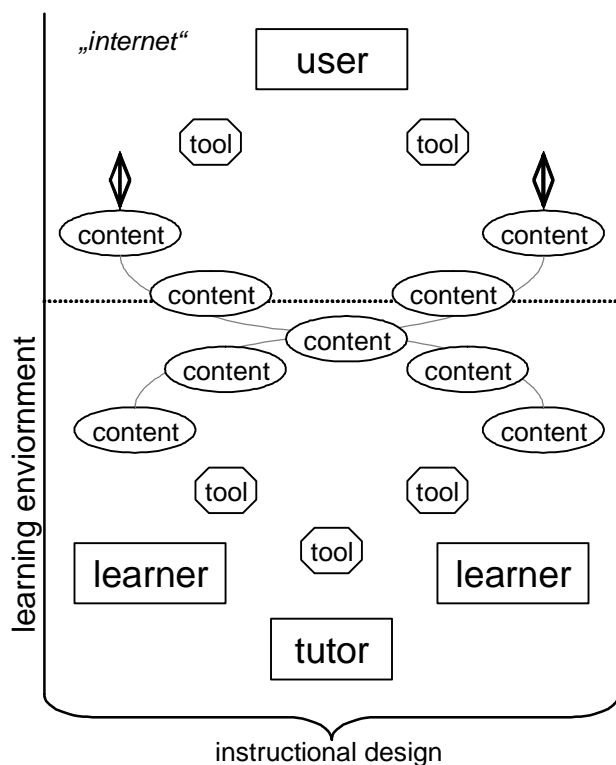 „internet“
user
tool tool
content content
content content
content
content content
content content
tool tool
tool
learner learner
tutor
learning enviornment
instructional design